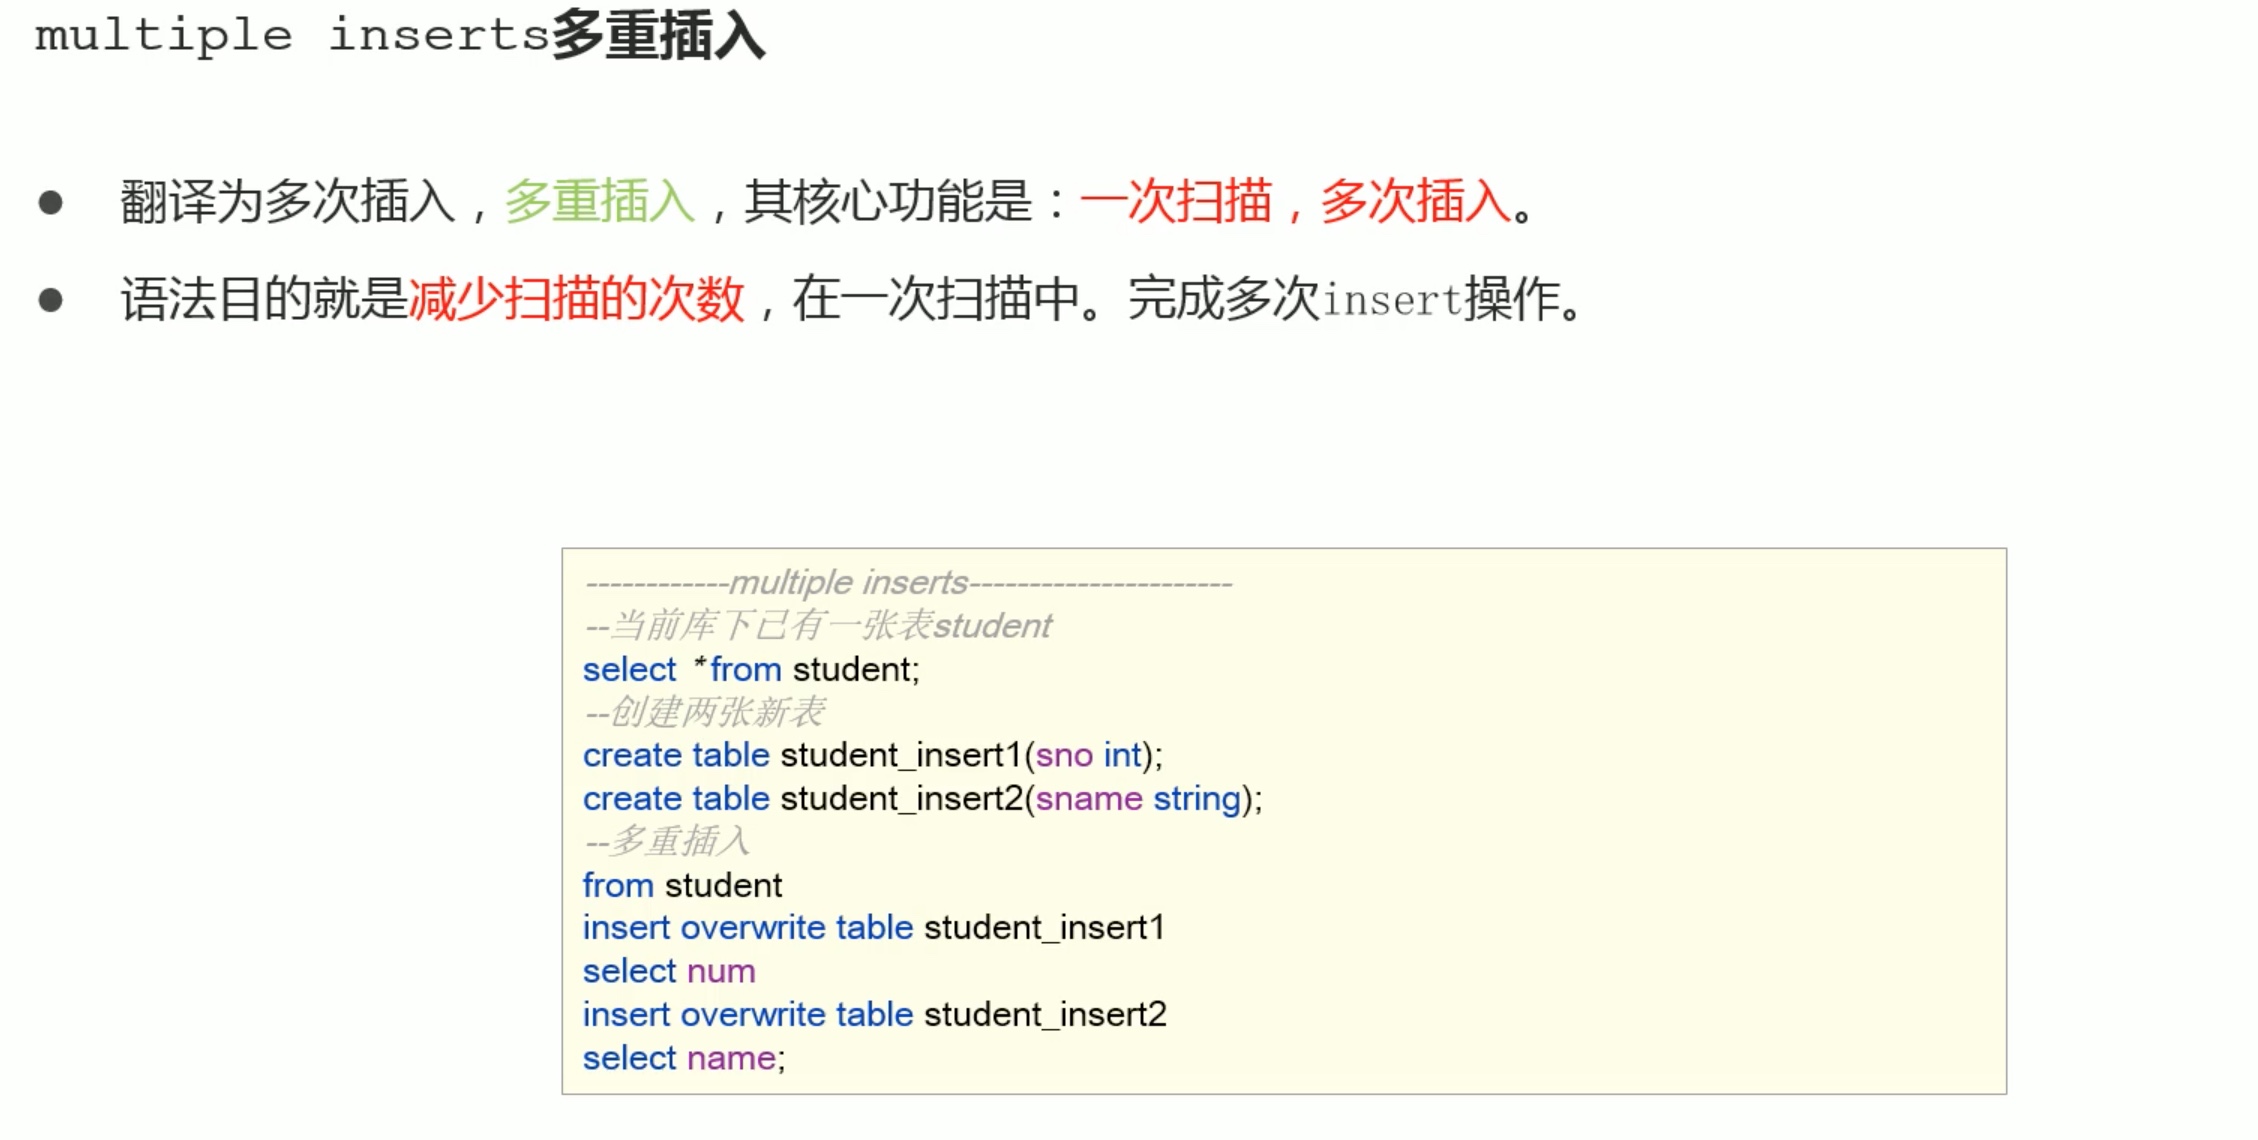 multiple inserts多重插入
● 翻译为多次插入，多重插入，其核心功能是：一次扫描，多次插入。
● 语法目的就是减少扫描的次数，在一次扫描中。完成多次insert操作。
------------multiple inserts----------------------
--当前库下已有一张表student
select *from student;
--创建两张新表
create table student_insert1(sno int);
create table student_insert2(sname string);
--多重插入
from student
insert overwrite table student_insert1
select num
insert overwrite table student_insert2
select name;